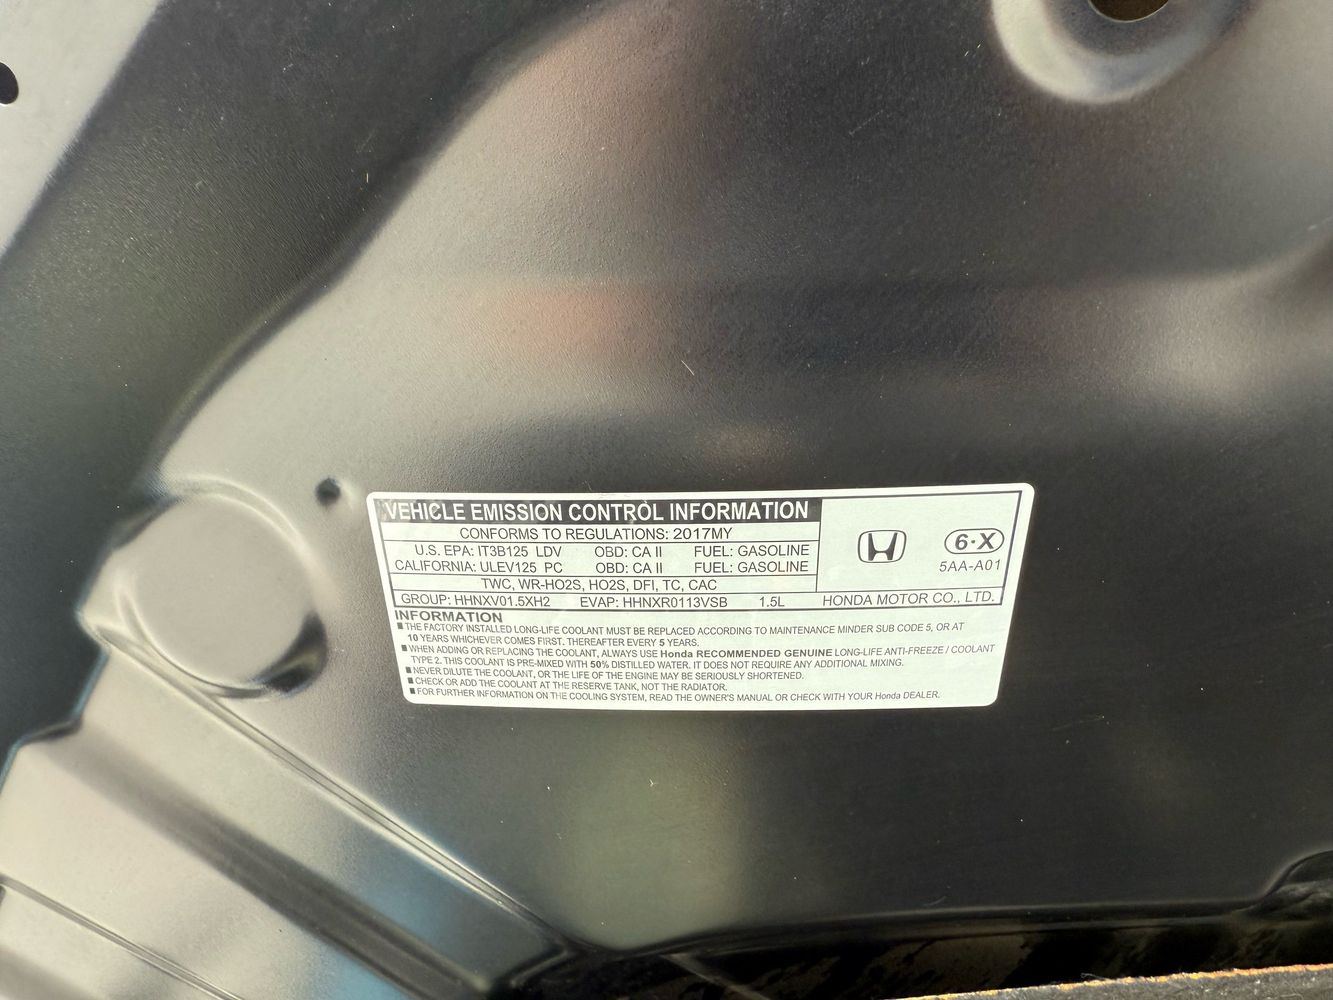 VEHICLE EMISSION CONTROL INFORMATION
CONFORMS TO REGULATIONS: 2017MY
U.S. EPA: IT3B125 LDV OBD: CA II FUEL: GASOLINE
CALIFORNIA: ULEV125 PC OBD: CA II FUEL: GASOLINE
TWC, WR-HO2S, HO2S, DFI, TC, CAC
GROUP: HHNXV01.5XH2 EVAP: HHNXR0113VSB 1.5L
6·X
5AA-A01
HONDA MOTOR CO., LTD.
INFORMATION
■ THE FACTORY INSTALLED LONG-LIFE COOLANT MUST BE REPLACED ACCORDING TO MAINTENANCE MINDER SUB CODE 5, OR AT
10 YEARS WHICHEVER COMES FIRST. THEREAFTER EVERY 5 YEARS.
■ WHEN ADDING OR REPLACING THE COOLANT, ALWAYS USE Honda RECOMMENDED GENUINE LONG-LIFE ANTI-FREEZE / COOLANT
TYPE 2. THIS COOLANT IS PRE-MIXED WITH 50% DISTILLED WATER. IT DOES NOT REQUIRE ANY ADDITIONAL MIXING.
■ NEVER DILUTE THE COOLANT, OR THE LIFE OF THE ENGINE MAY BE SERIOUSLY SHORTENED.
■ CHECK OR ADD THE COOLANT AT THE RESERVE TANK, NOT THE RADIATOR.
■ FOR FURTHER INFORMATION ON THE COOLING SYSTEM, READ THE OWNER'S MANUAL OR CHECK WITH YOUR Honda DEALER.